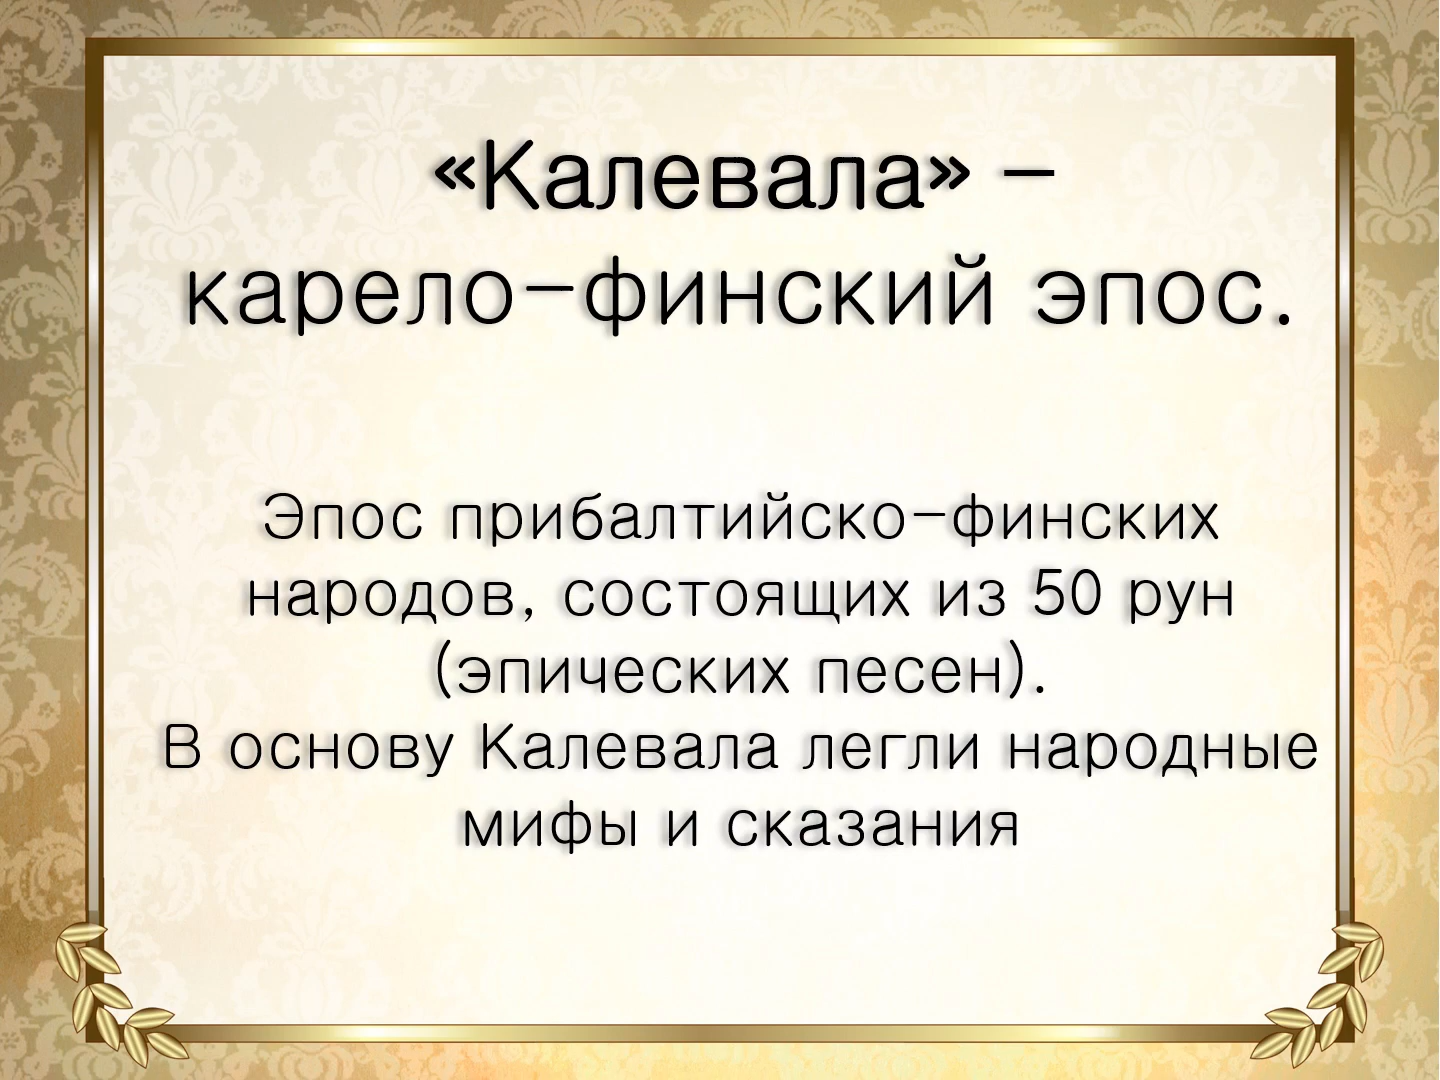 «Калевала» –
карело-финский эпос.
Эпос прибалтийско-финских
народов, состоящих из 50 рун
(эпических песен).
В основу Калевала легли народные
мифы и сказания